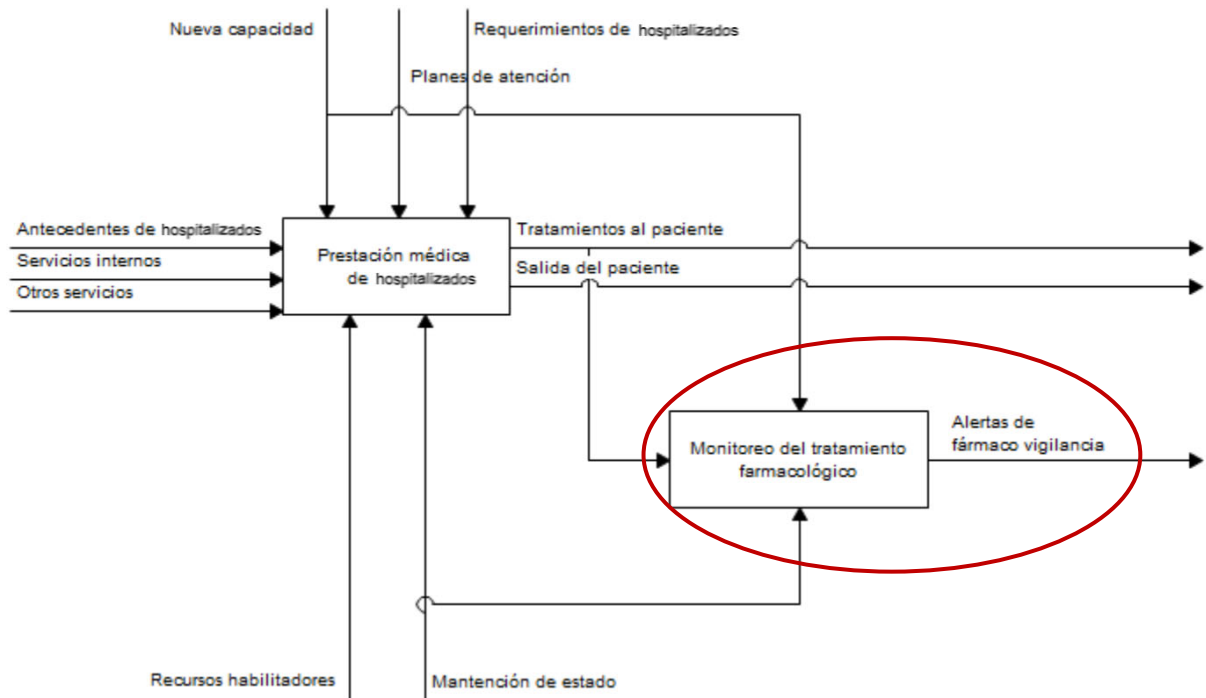 Nueva capacidad
Requerimientos de hospitalizados
Planes de atención
Antecedentes de hospitalizados
Servicios internos
Otros servicios
Prestación médica
de hospitalizados
Tratamientos al paciente
Salida del paciente
Monitoreo del tratamiento
farmacológico
Alertas de
fármaco vigilancia
Recursos habilitadores
Mantención de estado